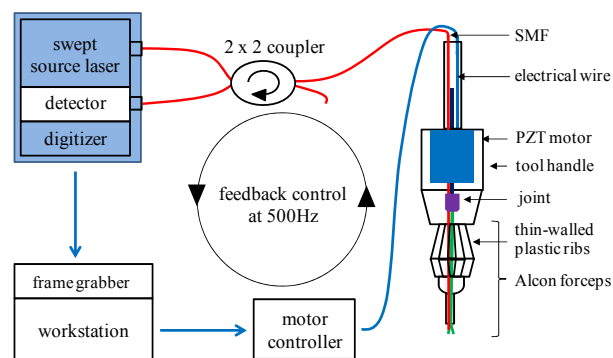 swept
source laser
detector
digitizer
2 x 2 coupler
feedback control
at 500Hz
frame grabber
workstation
motor
controller
SMF
electrical wire
PZT motor
tool handle
joint
thin-walled
plastic ribs
Alcon forceps